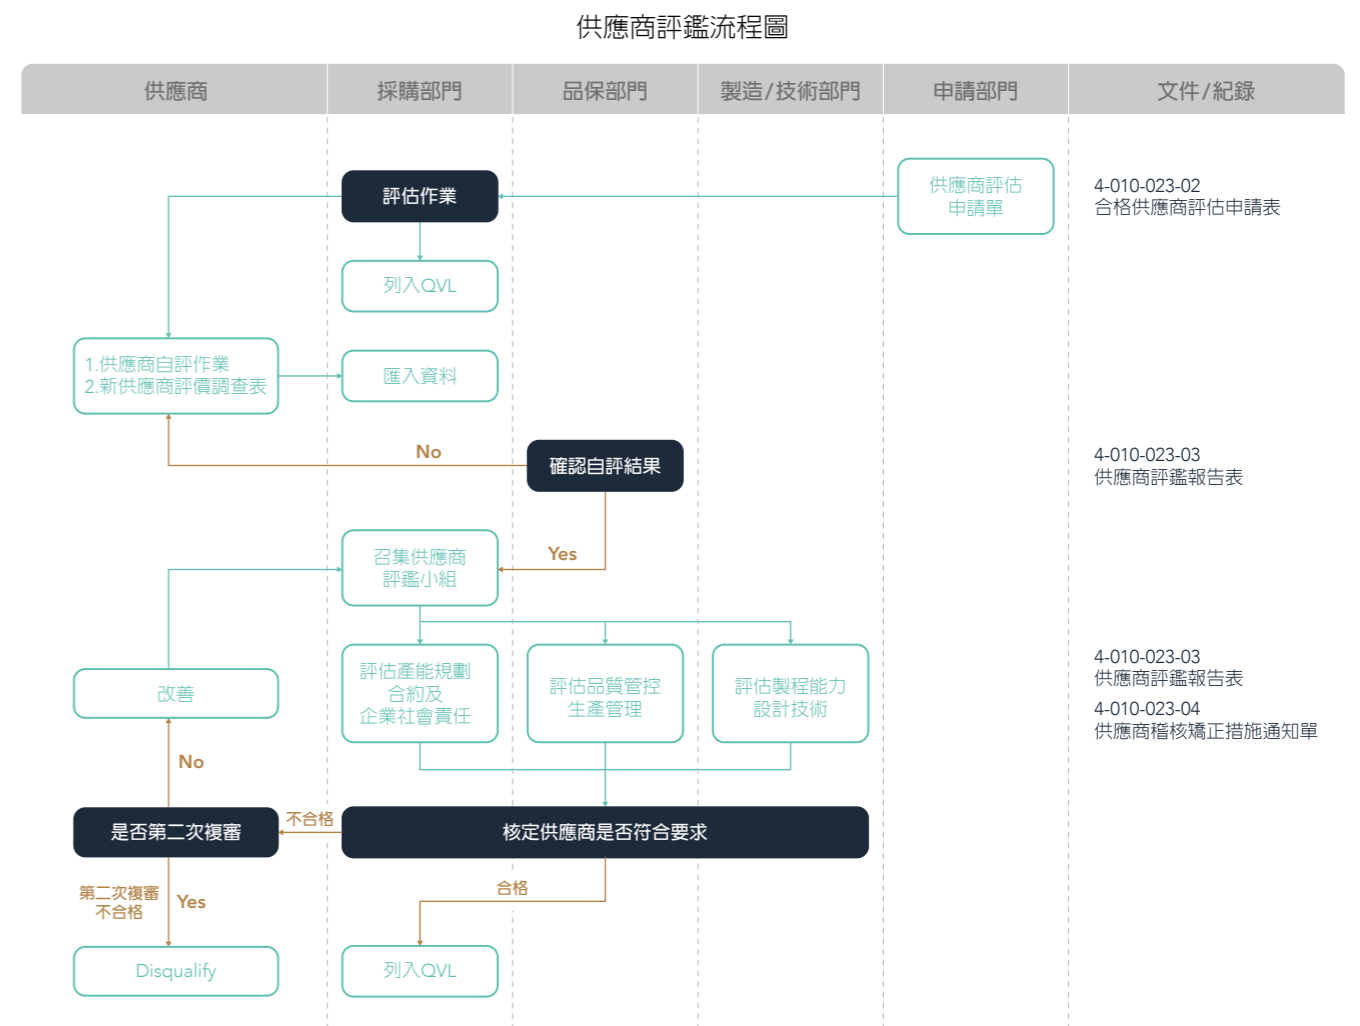 供應商評鑑流程圖
供應商
採購部門
品保部門
製造/技術部門
申請部門
文件/紀錄
評估作業
供應商評估
申請單
4-010-023-02
合格供應商評估申請表
列入QVL
1.供應商自評作業
2.新供應商評價調查表
匯入資料
No
確認自評結果
4-010-023-03
供應商評鑑報告表
召集供應商
評鑑小組
Yes
評估產能規劃
合約及
企業社會責任
評估品質管控
生產管理
評估製程能力
設計技術
4-010-023-03
供應商評鑑報告表
4-010-023-04
供應商稽核矯正措施通知單
改善
No
是否第二次複審
不合格
核定供應商是否符合要求
第二次複審
不合格
Yes
合格
Disqualify
列入QVL